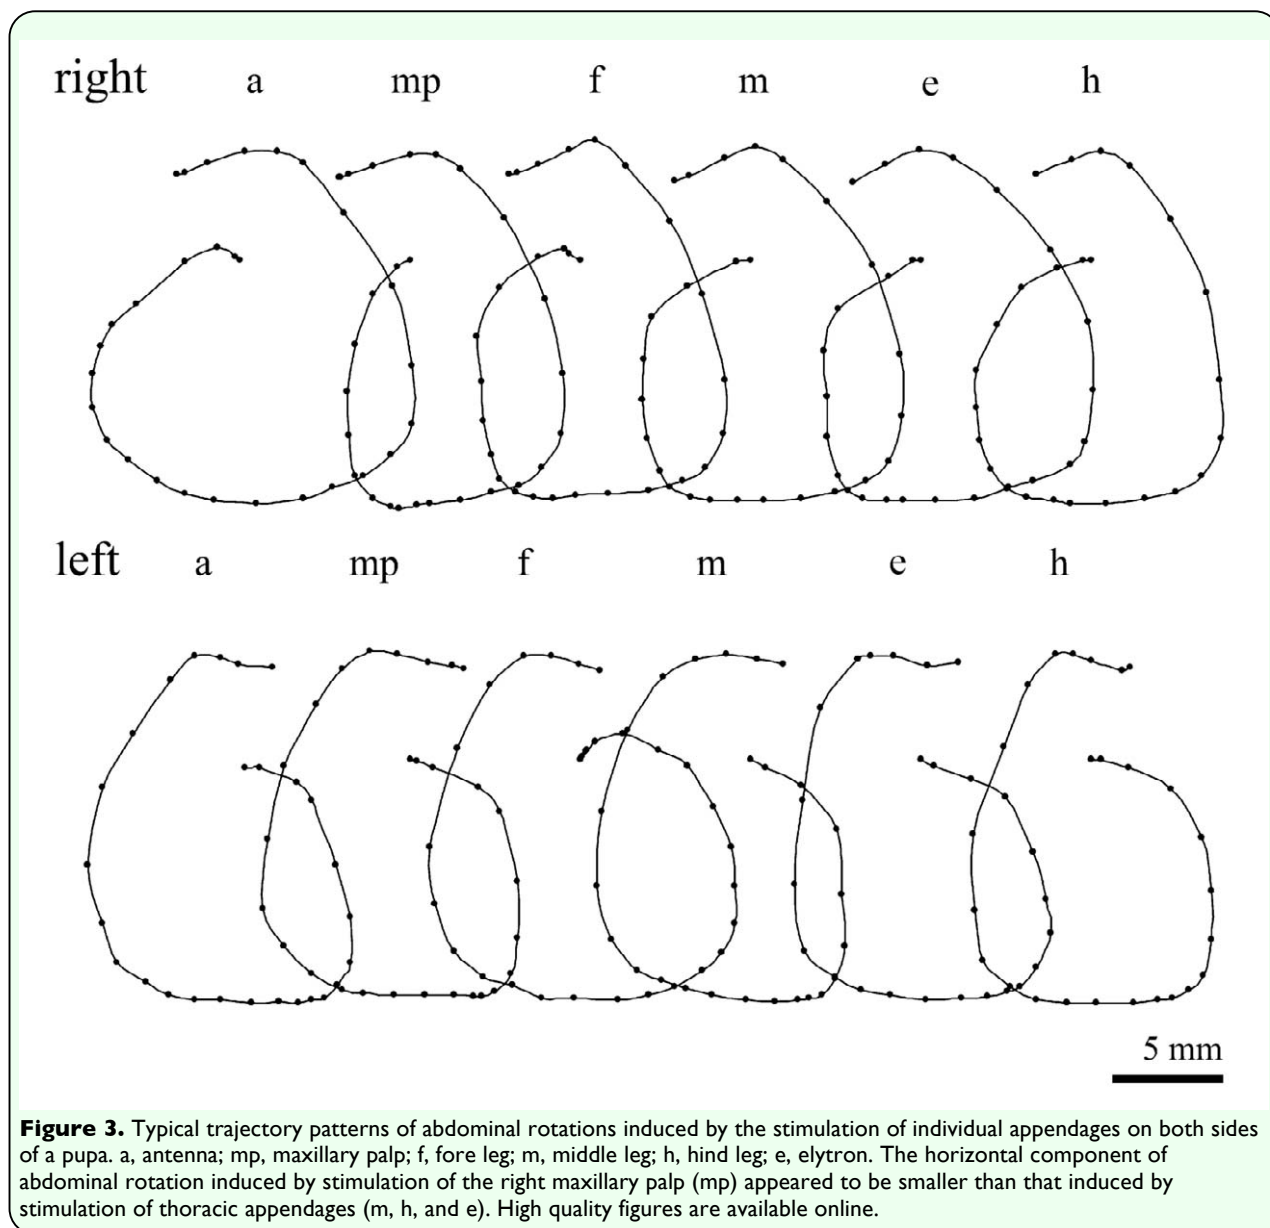 right a mp f m e h
left a mp f m e h
5 mm
Figure 3. Typical trajectory patterns of abdominal rotations induced by the stimulation of individual appendages on both sides
of a pupa. a, antenna; mp, maxillary palp; f, fore leg; m, middle leg; h, hind leg; e, elytron. The horizontal component of
abdominal rotation induced by stimulation of the right maxillary palp (mp) appeared to be smaller than that induced by
stimulation of thoracic appendages (m, h, and e). High quality figures are available online.